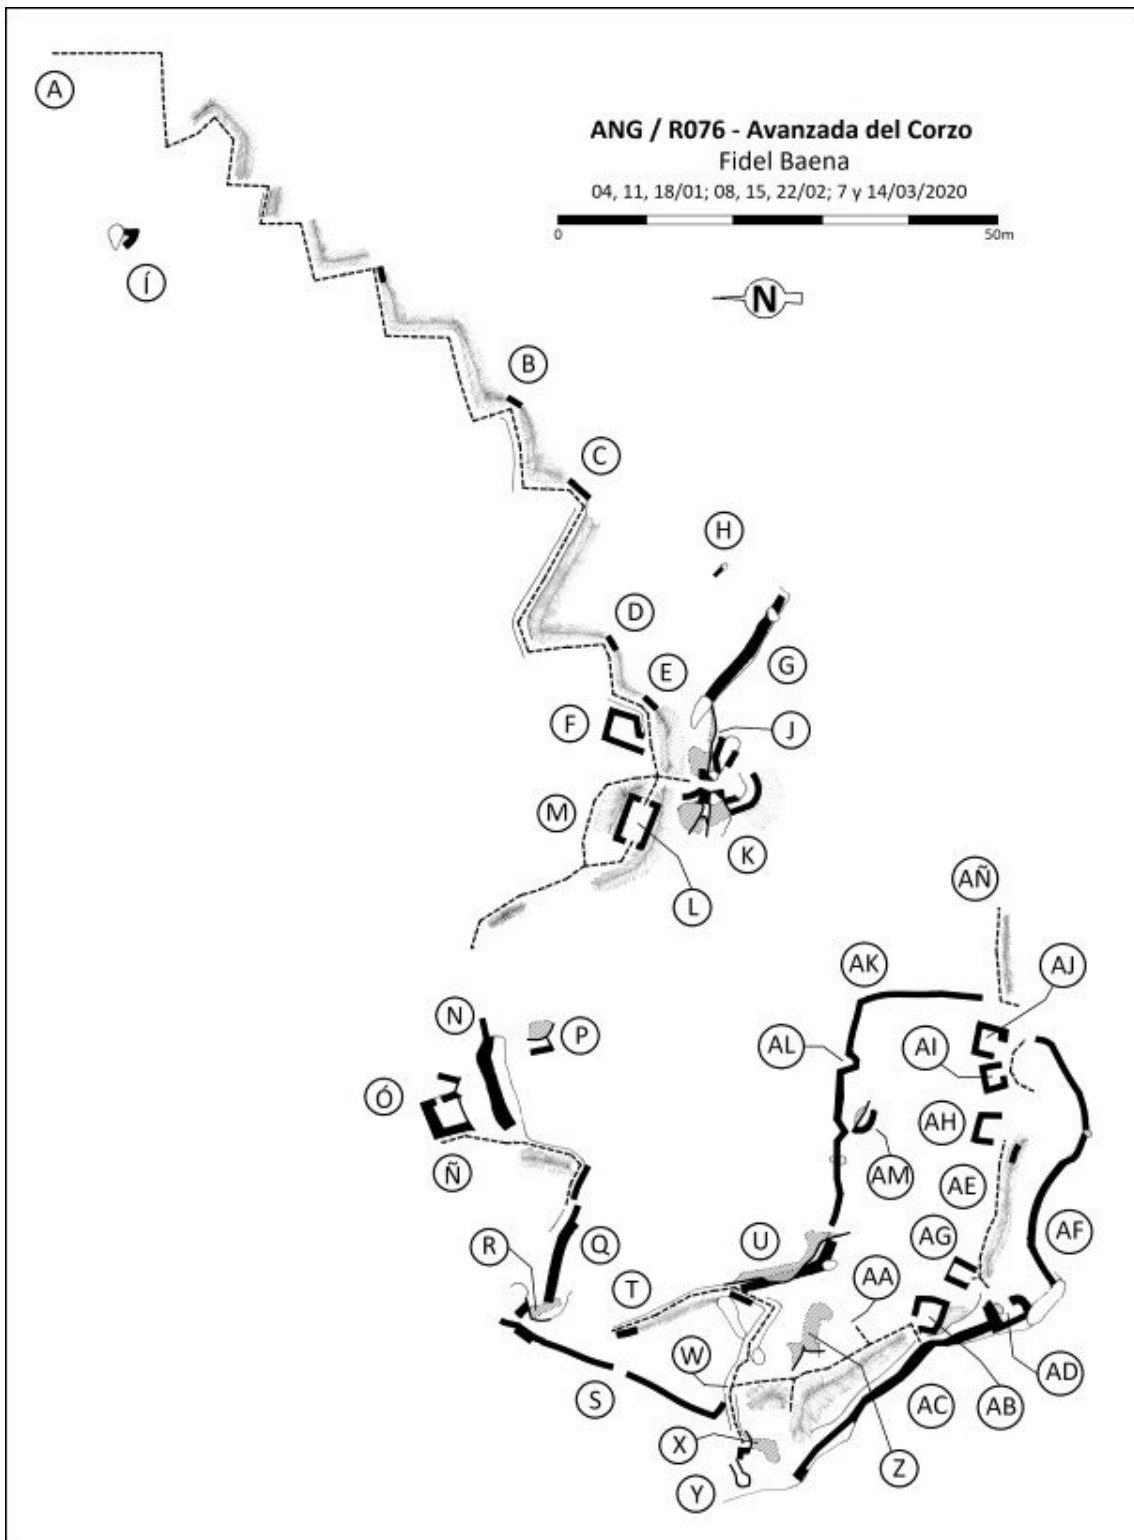 A
ANG / R076 - Avanzada del Corzo
Fidel Baena
04, 11, 18/01; 08, 15, 22/02; 7 y 14/03/2020
0 50m
Í
N
B
C
H
D
G
E
F
J
M
K
AÑ
L
AK
AJ
N
P
AL
AI
Ó
AH
Ñ
AM
AE
R
Q
U
AG
AF
T
AA
W
S
AC
AB
AD
X
Z
Y